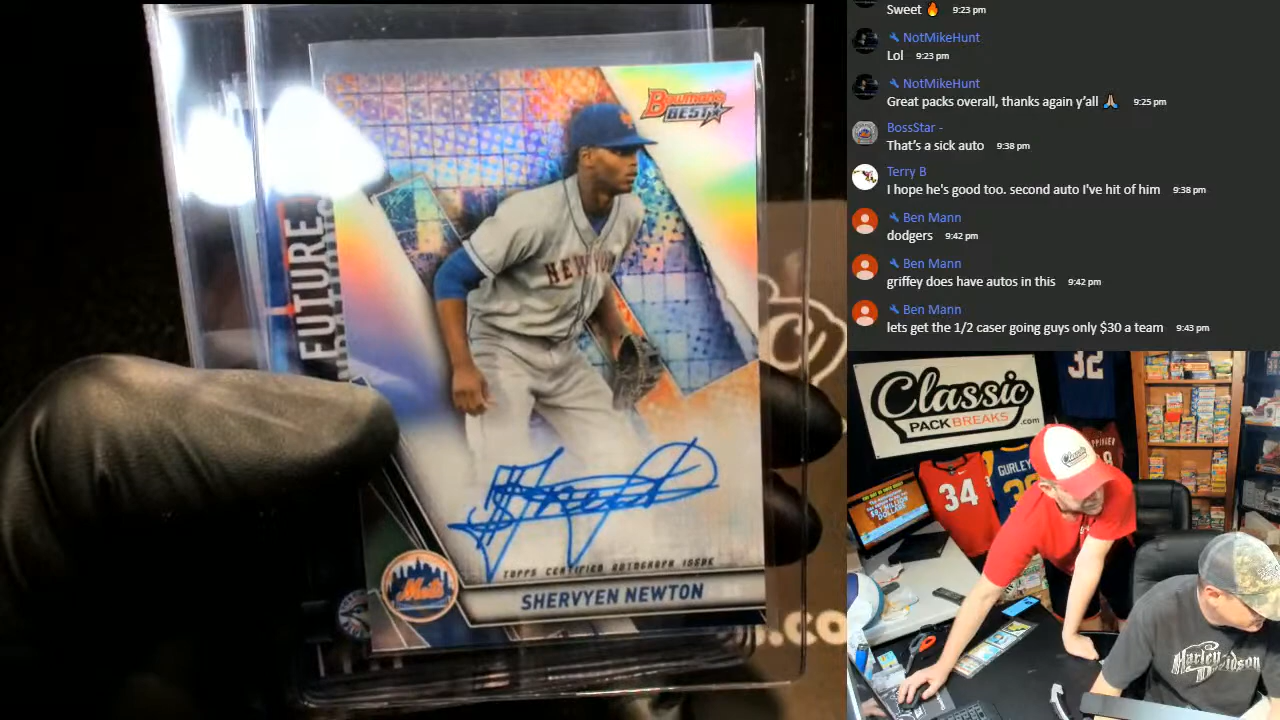 Bowman's
BEST
NEW YORK
FUTURE
TOPPS CERTIFIED AUTOGRAPH ISSUE
Mets
SHERVYEN NEWTON
Sweet 🔥 9:23 pm
NotMikeHunt
Lol 9:23 pm
NotMikeHunt
Great packs overall, thanks again y'all 🙏🏽 9:25 pm
BossStar -
That's a sick auto 9:38 pm
Terry B
I hope he's good too. second auto I've hit of him 9:38 pm
Ben Mann
dodgers 9:42 pm
Ben Mann
griffey does have autos in this 9:42 pm
Ben Mann
lets get the 1/2 caser going guys only $30 a team 9:43 pm
Classic
PACK BREAKS .com
32
34
GURLEY
Classic
Harley-Davidson
.co